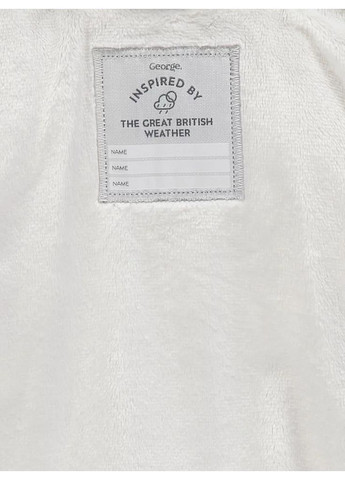 George.
INSPIRED BY
THE GREAT BRITISH
WEATHER
NAME
NAME
NAME